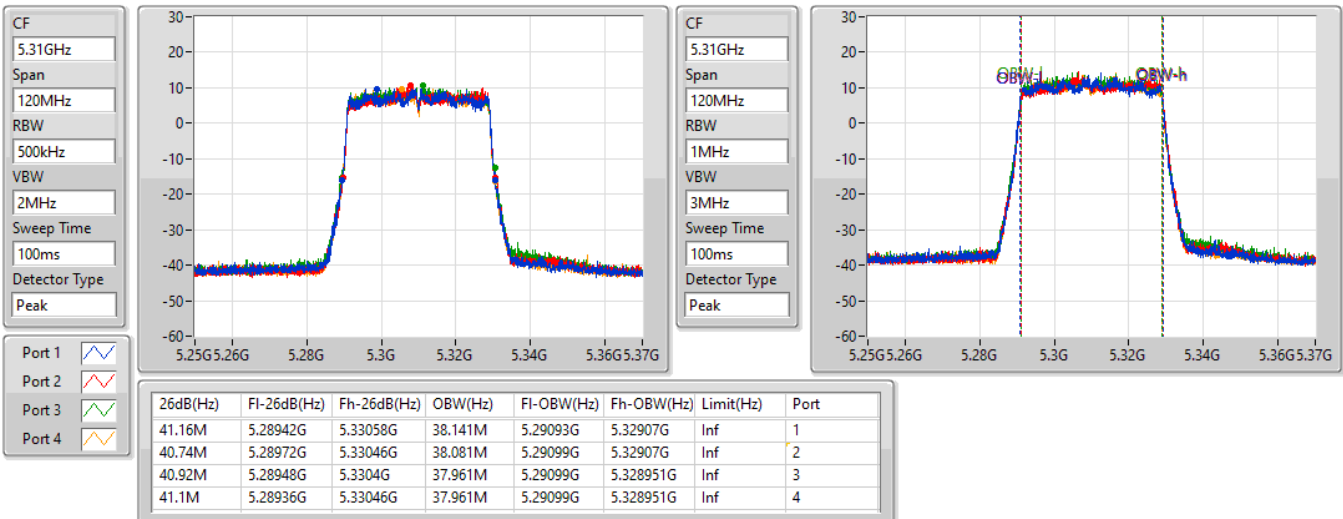 CF
5.31GHz
Span
120MHz
RBW
500kHz
VBW
2MHz
Sweep Time
100ms
Detector Type
Peak
Port 1
Port 2
Port 3
Port 4
30
20
10
0
-10
-20
-30
-40
-50
-60
5.25G 5.26G 5.28G 5.3G 5.32G 5.34G 5.36G 5.37G
CF
5.31GHz
Span
120MHz
RBW
1MHz
VBW
3MHz
Sweep Time
100ms
Detector Type
Peak
30
20
10
0
-10
-20
-30
-40
-50
-60
OBW-l OBW-h
5.25G 5.26G 5.28G 5.3G 5.32G 5.34G 5.36G 5.37G
26dB(Hz) Fl-26dB(Hz) Fh-26dB(Hz) OBW(Hz) Fl-OBW(Hz) Fh-OBW(Hz) Limit(Hz) Port
41.16M 5.28942G 5.33058G 38.141M 5.29093G 5.32907G Inf 1
40.74M 5.28972G 5.33046G 38.081M 5.29099G 5.32907G Inf 2
40.92M 5.28948G 5.3304G 37.961M 5.29099G 5.328951G Inf 3
41.1M 5.28936G 5.33046G 37.961M 5.29099G 5.328951G Inf 4